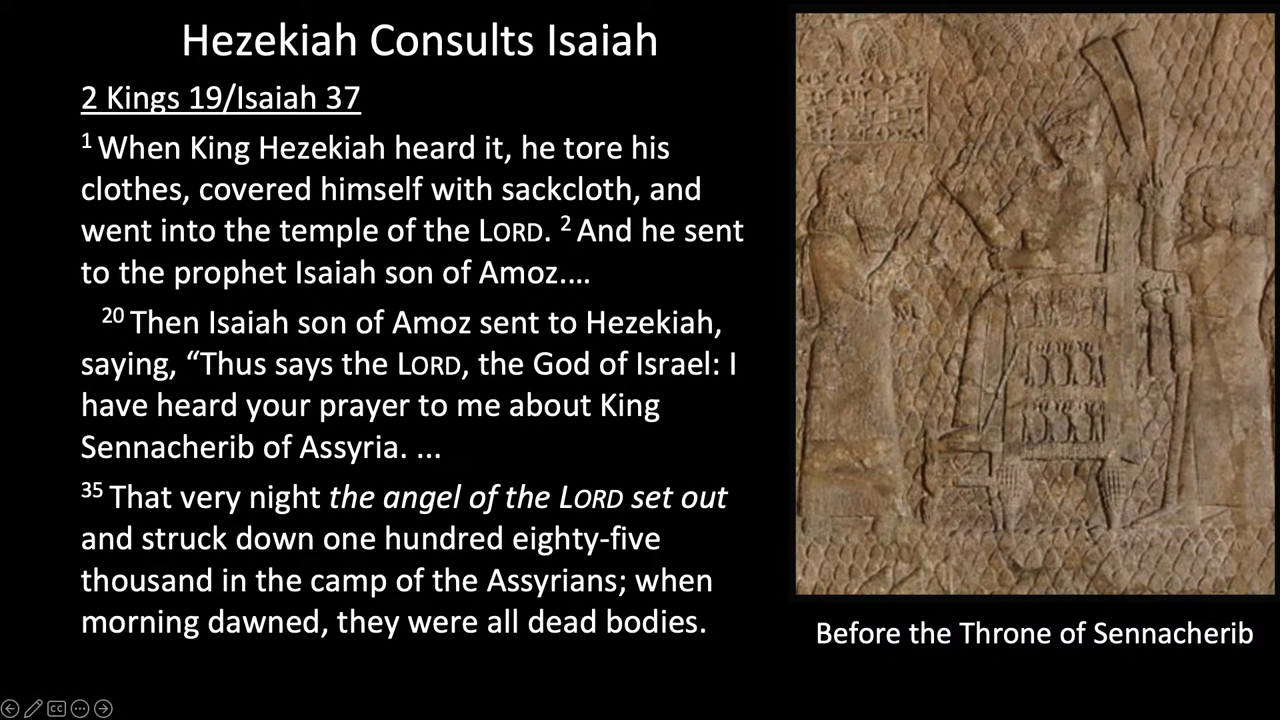 Hezekiah Consults Isaiah
2 Kings 19/Isaiah 37
1 When King Hezekiah heard it, he tore his
clothes, covered himself with sackcloth, and
went into the temple of the LORD. 2 And he sent
to the prophet Isaiah son of Amoz....
20 Then Isaiah son of Amoz sent to Hezekiah,
saying, “Thus says the LORD, the God of Israel: I
have heard your prayer to me about King
Sennacherib of Assyria. ...
35 That very night the angel of the LORD set out
and struck down one hundred eighty-five
thousand in the camp of the Assyrians; when
morning dawned, they were all dead bodies.
Before the Throne of Sennacherib
CC